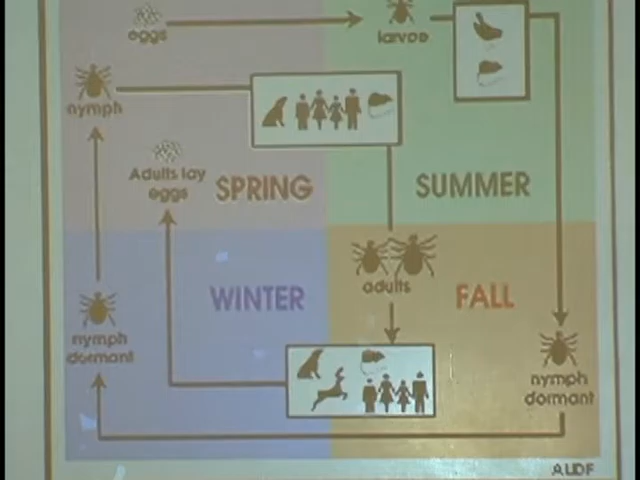 eggs
larvae
nymph
Adults lay
eggs
SPRING
SUMMER
adults
WINTER
FALL
nymph
dormant
nymph
dormant
ALDF